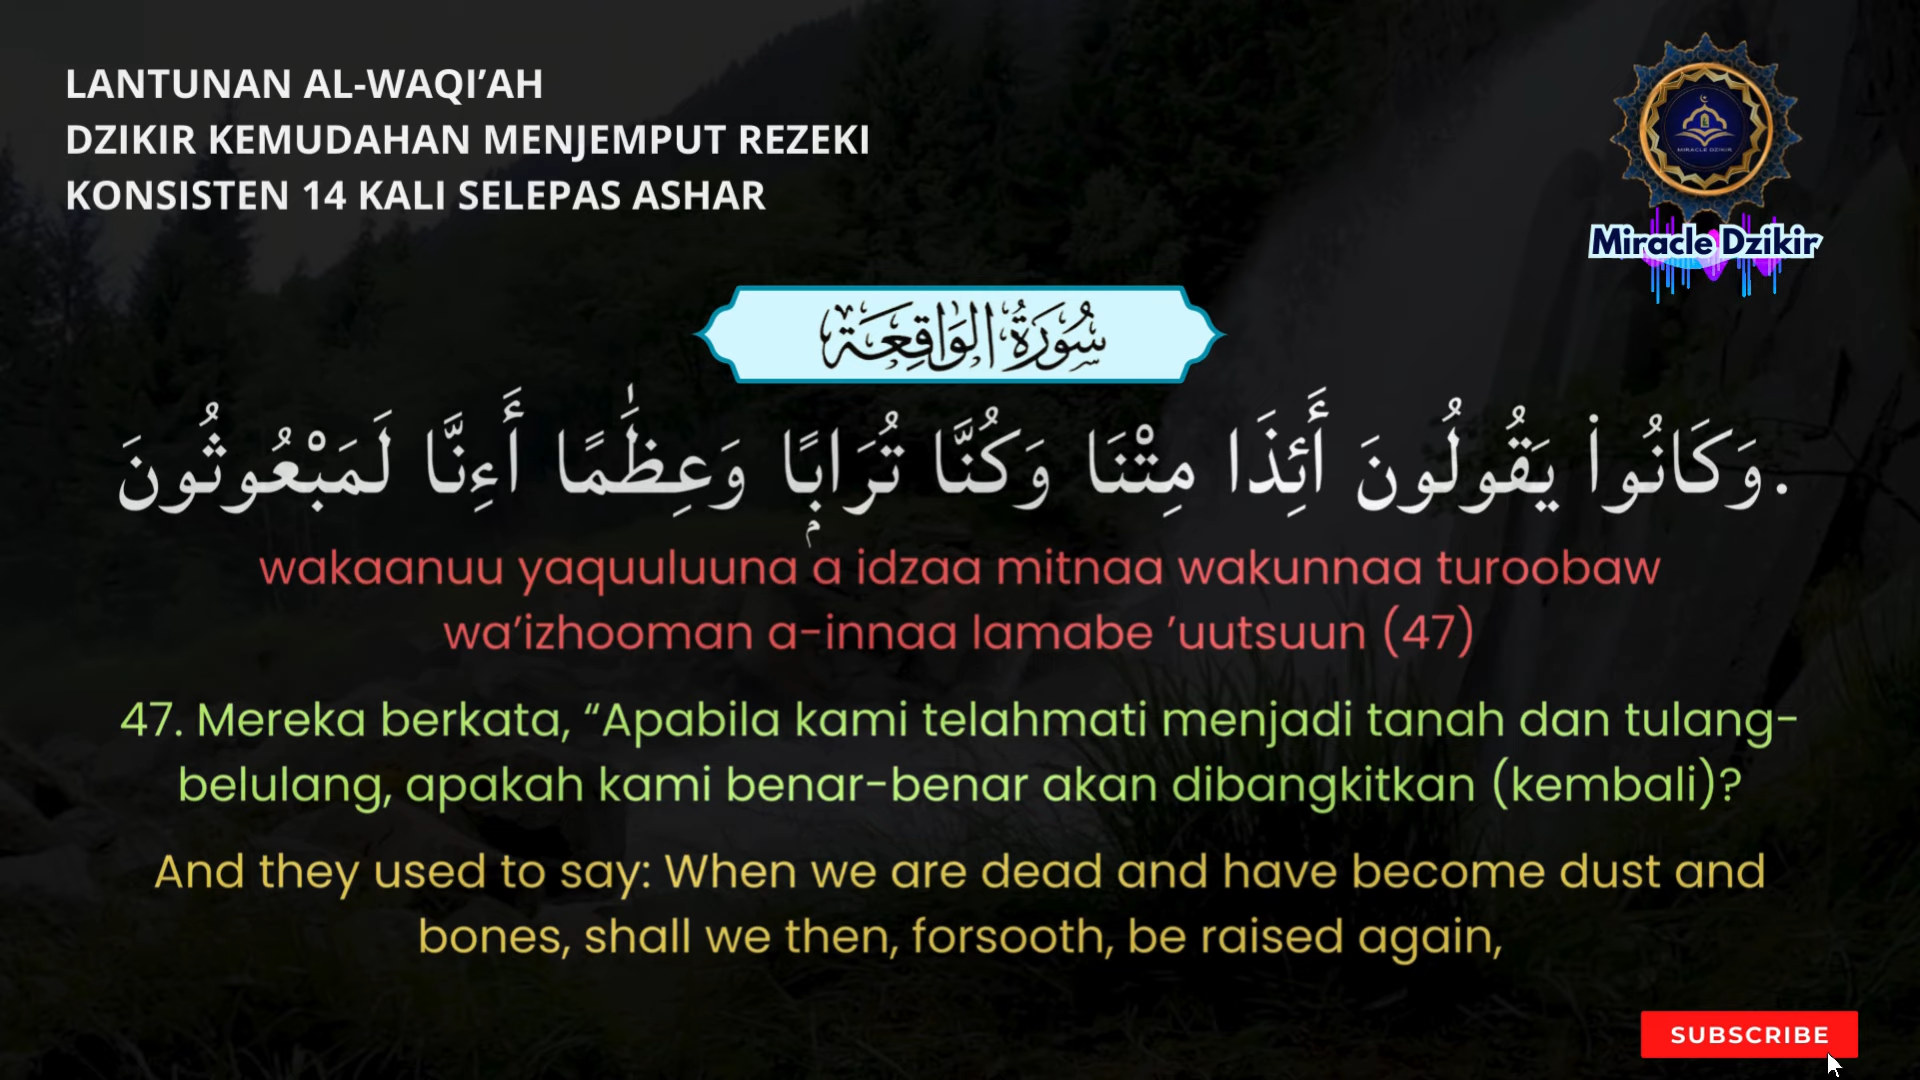 LANTUNAN AL-WAQI’AH
DZIKIR KEMUDAHAN MENJEMPUT REZEKI
KONSISTEN 14 KALI SELEPAS ASHAR
MIRACLE DZIKIR
Miracle Dzikir
سُورَةُ الوَاقِعَة
.وَكَانُوا۟ يَقُولُونَ أَئِذَا مِتْنَا وَكُنَّا تُرَابًۭا وَعِظَٰمًا أَءِنَّا لَمَبْعُوثُونَ
wakaanuu yaquuluuna a idzaa mitnaa wakunnaa turoobaw
wa’izhooman a-innaa lamabe ’uutsuun (47)
47. Mereka berkata, “Apabila kami telahmati menjadi tanah dan tulang-
belulang, apakah kami benar-benar akan dibangkitkan (kembali)?
And they used to say: When we are dead and have become dust and
bones, shall we then, forsooth, be raised again,
SUBSCRIBE